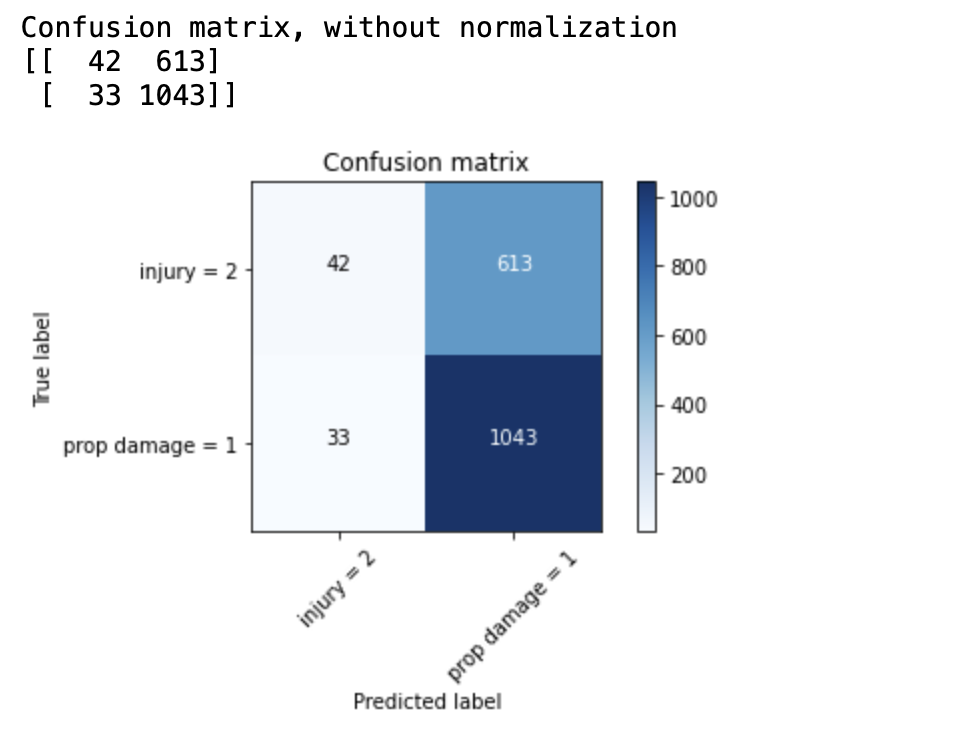 Confusion matrix, without normalization
[[  42  613]
 [  33 1043]]
Confusion matrix
1000
800
600
400
200
True label
injury = 2
42
613
prop damage = 1
33
1043
injury = 2
prop damage = 1
Predicted label